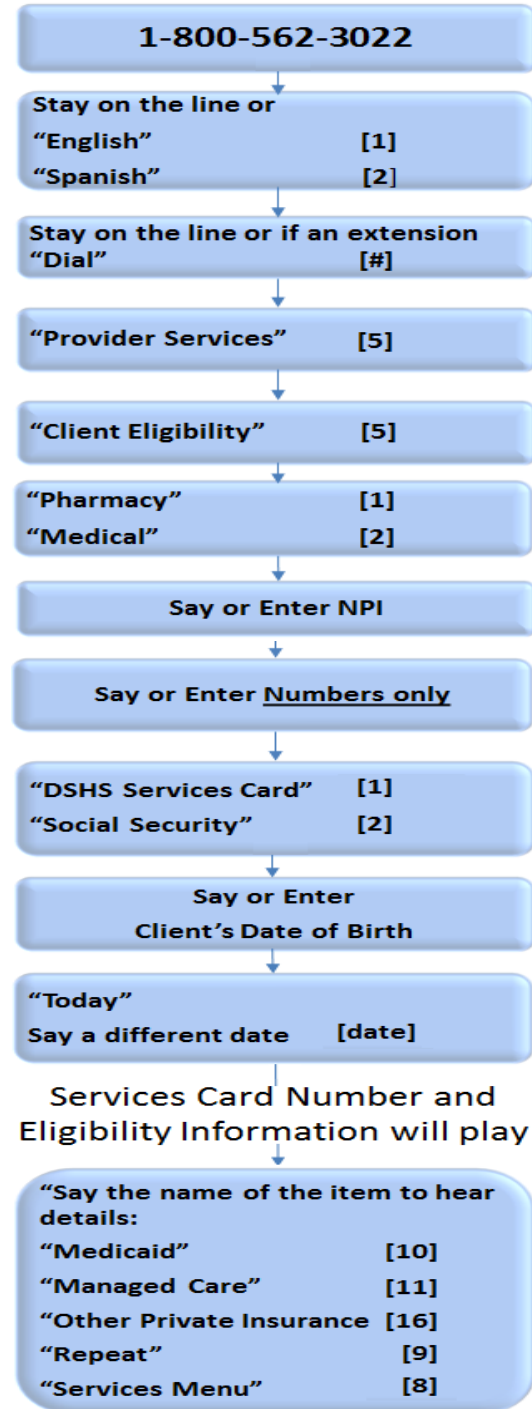 1-800-562-3022
Stay on the line or
“English” [1]
“Spanish” [2]
Stay on the line or if an extension
“Dial” [#]
“Provider Services” [5]
“Client Eligibility” [5]
“Pharmacy” [1]
“Medical” [2]
Say or Enter NPI
Say or Enter Numbers only
“DSHS Services Card” [1]
“Social Security” [2]
Say or Enter
Client’s Date of Birth
“Today”
Say a different date [date]
Services Card Number and
Eligibility Information will play
“Say the name of the item to hear
details:
“Medicaid” [10]
“Managed Care” [11]
“Other Private Insurance [16]
“Repeat” [9]
“Services Menu” [8]